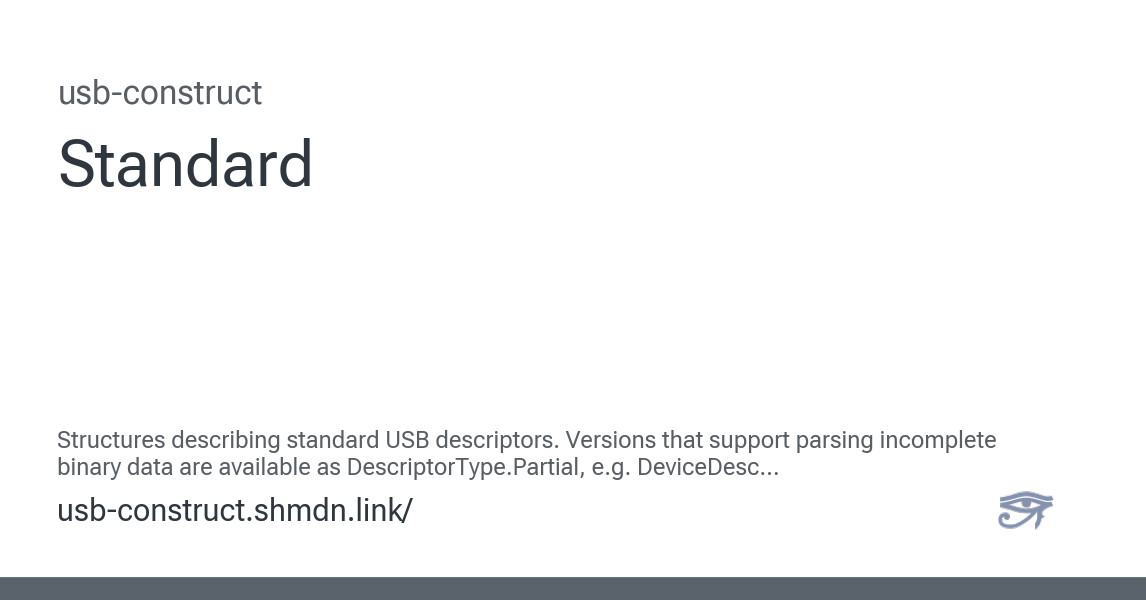 usb-construct
Standard
Structures describing standard USB descriptors. Versions that support parsing incomplete
binary data are available as DescriptorType.Partial, e.g. DeviceDesc...
usb-construct.shmdn.link/